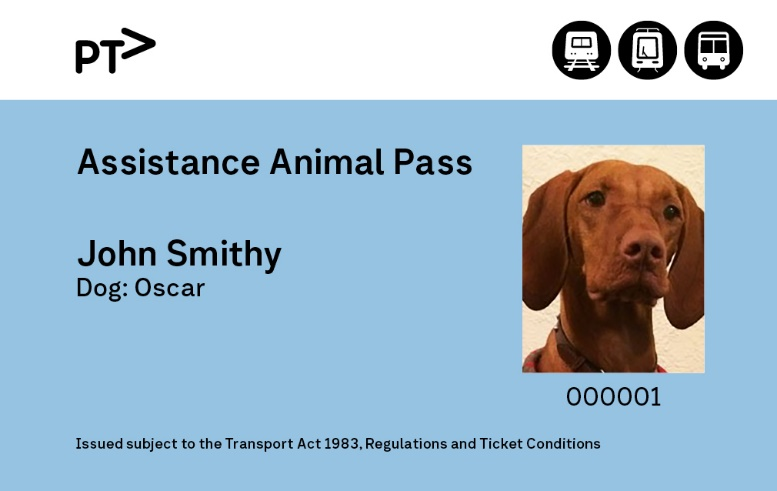 PT>
Assistance Animal Pass
John Smithy
Dog: Oscar
000001
Issued subject to the Transport Act 1983, Regulations and Ticket Conditions